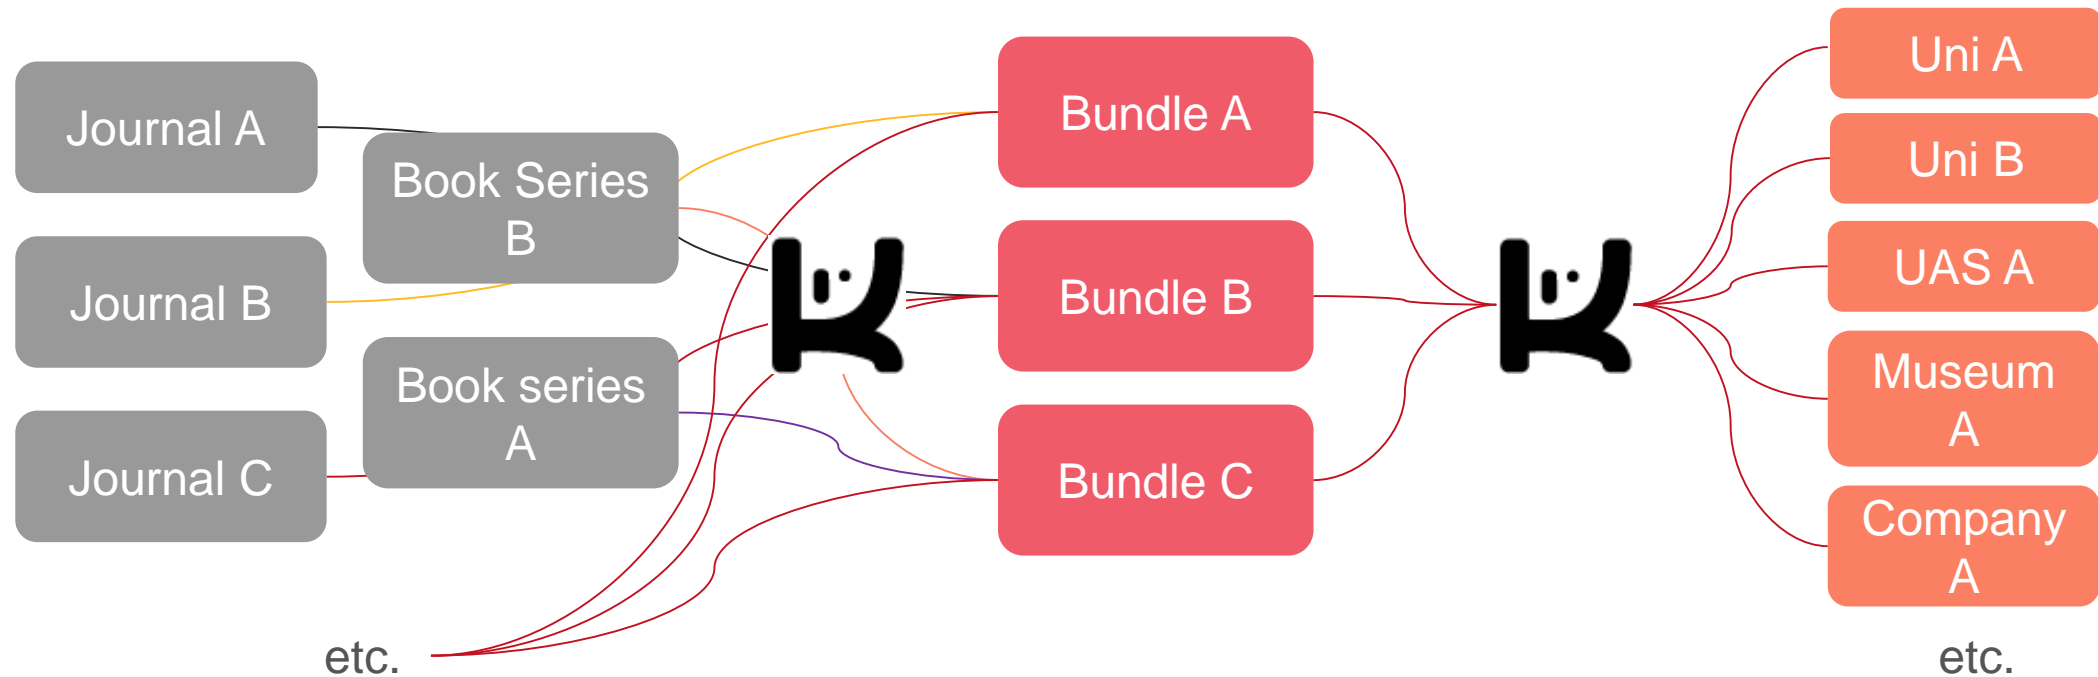 Journal A
Journal B
Journal C
Book Series
B
Book series
A
etc.
Bundle A
Bundle B
Bundle C
Uni A
Uni B
UAS A
Museum
A
Company
A
etc.